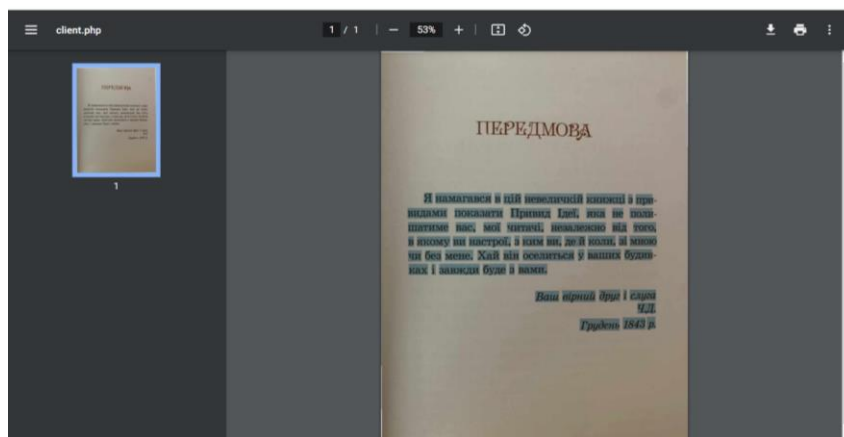 client.php
1 / 1
53%
1
ПЕРЕДМОВА
Я намагався в цій невеличкій книжці з при-
видами показати Привид Ідеї, яка не поли-
шатиме вас, мої читачі, незалежно від того,
в якому ви настрої, з ким ви, де й коли, зі мною
чи без мене. Хай він оселиться у ваших будин-
ках і завжди буде з вами.
Ваш вірний друг і слуга
Ч.Д.
Грудень 1843 р.